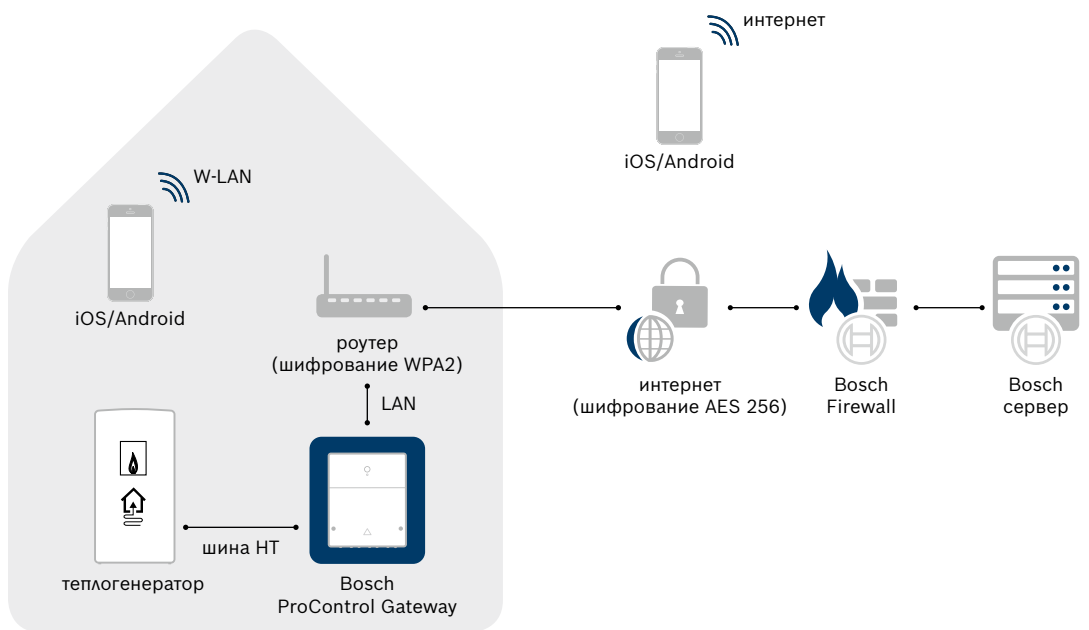 интернет
iOS/Android
W-LAN
iOS/Android
роутер
(шифрование WPA2)
LAN
интернет
(шифрование AES 256)
Bosch
Firewall
Bosch
сервер
шина HT
теплогенератор
Bosch
ProControl Gateway